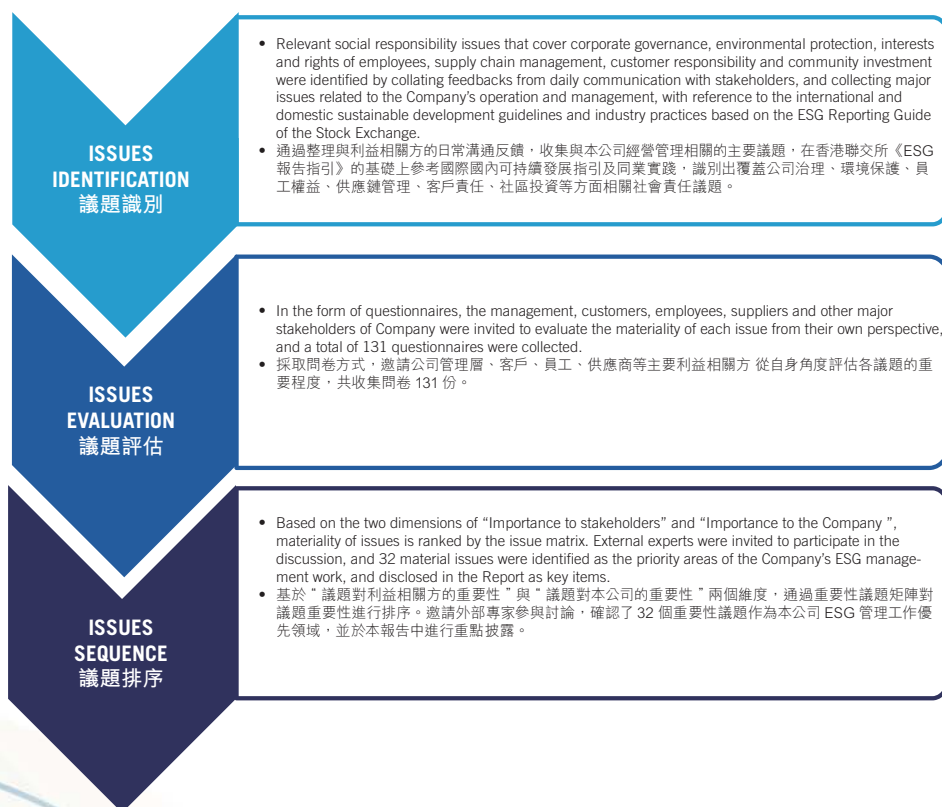 ISSUES
IDENTIFICATION
議題識別
• Relevant social responsibility issues that cover corporate governance, environmental protection, interests
and rights of employees, supply chain management, customer responsibility and community investment
were identified by collating feedbacks from daily communication with stakeholders, and collecting major
issues related to the Company's operation and management, with reference to the international and
domestic sustainable development guidelines and industry practices based on the ESG Reporting Guide
of the Stock Exchange.
• 通過整理與利益相關方的日常溝通反饋，收集與本公司經營管理相關的主要議題，在香港聯交所《ESG
報告指引》的基礎上參考國際國內可持續發展指引及同業實踐，識別出覆蓋公司治理、環境保護、員
工權益、供應鏈管理、客戶責任、社區投資等方面相關社會責任議題。
ISSUES
EVALUATION
議題評估
• In the form of questionnaires, the management, customers, employees, suppliers and other major
stakeholders of Company were invited to evaluate the materiality of each issue from their own perspective,
and a total of 131 questionnaires were collected.
• 採取問卷方式，邀請公司管理層、客戶、員工、供應商等主要利益相關方 從自身角度評估各議題的重
要程度，共收集問卷 131 份。
ISSUES
SEQUENCE
議題排序
• Based on the two dimensions of “Importance to stakeholders” and “Importance to the Company ”,
materiality of issues is ranked by the issue matrix. External experts were invited to participate in the
discussion, and 32 material issues were identified as the priority areas of the Company's ESG manage-
ment work, and disclosed in the Report as key items.
• 基於 “ 議題對利益相關方的重要性 ” 與 “ 議題對本公司的重要性 ” 兩個維度，通過重要性議題矩陣對
議題重要性進行排序。邀請外部專家參與討論，確認了 32 個重要性議題作為本公司 ESG 管理工作優
先領域，並於本報告中進行重點披露。